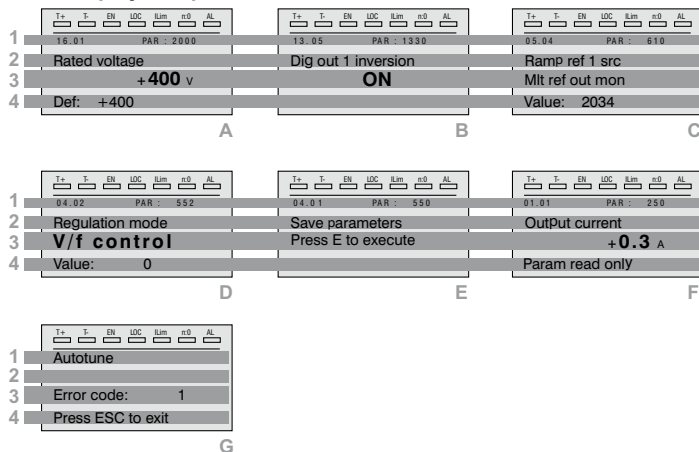 T+ T- EN LOC ILim n:0 AL
1 16.01 PAR : 2000
2 Rated voltage
3 +400 V
4 Def: +400
A
T+ T- EN LOC ILim n:0 AL
13.05 PAR : 1330
Dig out 1 inversion
ON
B
T+ T- EN LOC ILim n:0 AL
05.04 PAR : 610
Ramp ref 1 src
Mlt ref out mon
Value: 2034
C
T+ T- EN LOC ILim n:0 AL
1 04.02 PAR : 552
2 Regulation mode
3 V/f control
4 Value: 0
D
T+ T- EN LOC ILim n:0 AL
04.01 PAR : 550
Save parameters
Press E to execute
E
T+ T- EN LOC ILim n:0 AL
01.01 PAR : 250
Output current
+0.3 A
Param read only
F
T+ T- EN LOC ILim n:0 AL
1 Autotune
2
3 Error code: 1
4 Press ESC to exit
G